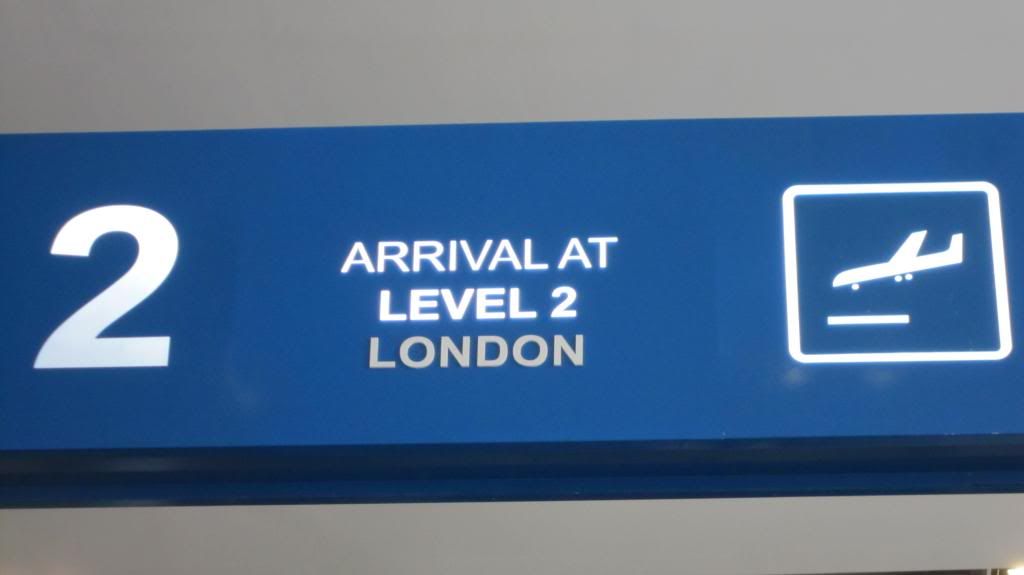 2
ARRIVAL AT
LEVEL 2
LONDON